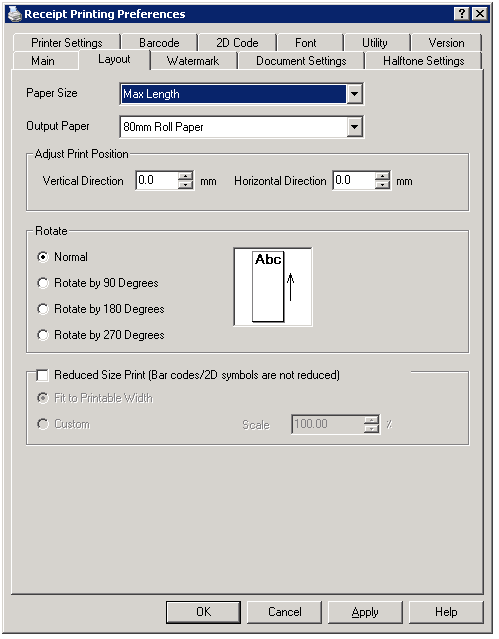 Receipt Printing Preferences
Printer Settings Barcode 2D Code Font Utility Version
Main Layout Watermark Document Settings Halftone Settings
Paper Size Max Length
Output Paper 80mm Roll Paper
Adjust Print Position
Vertical Direction 0.0 mm Horizontal Direction 0.0 mm
Rotate
Normal
Abc
Rotate by 90 Degrees
Rotate by 180 Degrees
Rotate by 270 Degrees
Reduced Size Print (Bar codes/2D symbols are not reduced)
Fit to Printable Width
Custom Scale 100.00 %
OK Cancel Apply Help